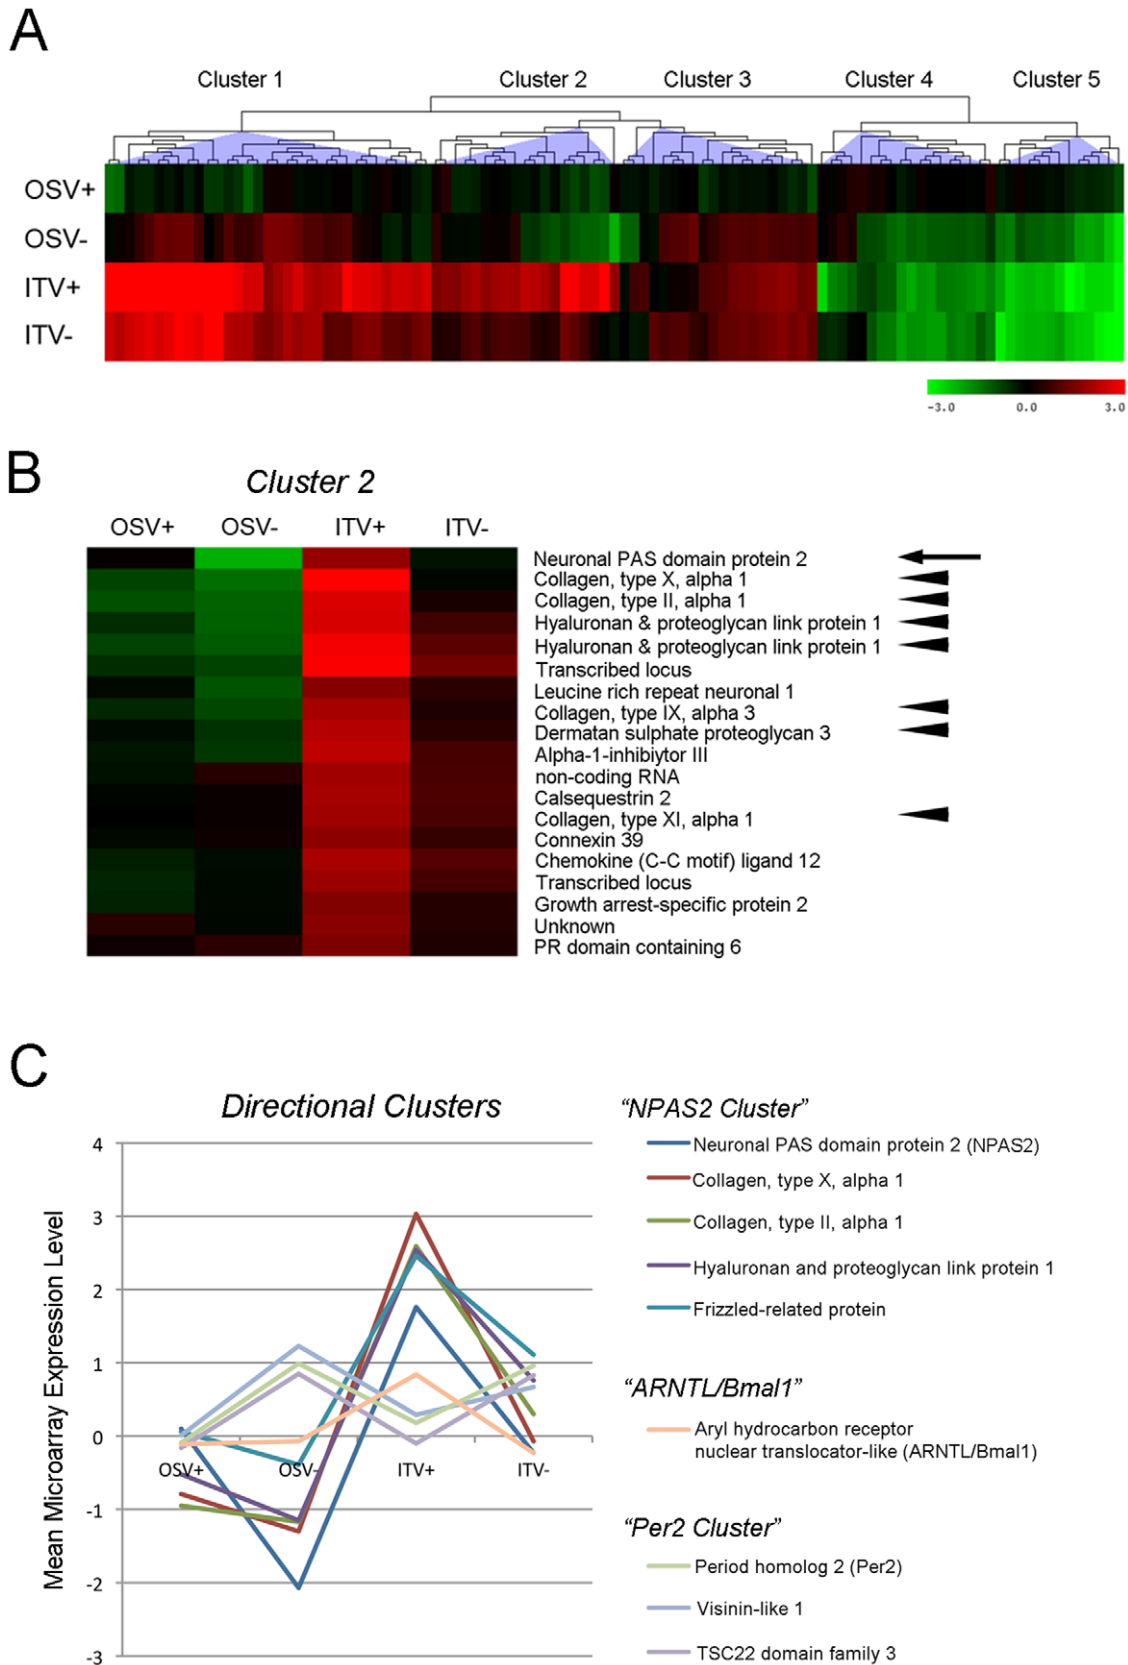 A
Cluster 1 Cluster 2 Cluster 3 Cluster 4 Cluster 5
OSV+
OSV-
ITV+
ITV-
-3.0 0.0 3.0
B
Cluster 2
OSV+ OSV- ITV+ ITV-
Neuronal PAS domain protein 2
Collagen, type X, alpha 1
Collagen, type II, alpha 1
Hyaluronan & proteoglycan link protein 1
Hyaluronan & proteoglycan link protein 1
Transcribed locus
Leucine rich repeat neuronal 1
Collagen, type IX, alpha 3
Dermatan sulphate proteoglycan 3
Alpha-1-inhibiytor III
non-coding RNA
Calsequestrin 2
Collagen, type XI, alpha 1
Connexin 39
Chemokine (C-C motif) ligand 12
Transcribed locus
Growth arrest-specific protein 2
Unknown
PR domain containing 6
C
Directional Clusters
Mean Microarray Expression Level
4
3
2
1
0
-1
-2
-3
OSV+ OSV- ITV+ ITV-
“NPAS2 Cluster”
Neuronal PAS domain protein 2 (NPAS2)
Collagen, type X, alpha 1
Collagen, type II, alpha 1
Hyaluronan and proteoglycan link protein 1
Frizzled-related protein
“ARNTL/Bmal1”
Aryl hydrocarbon receptor
nuclear translocator-like (ARNTL/Bmal1)
“Per2 Cluster”
Period homolog 2 (Per2)
Visinin-like 1
TSC22 domain family 3